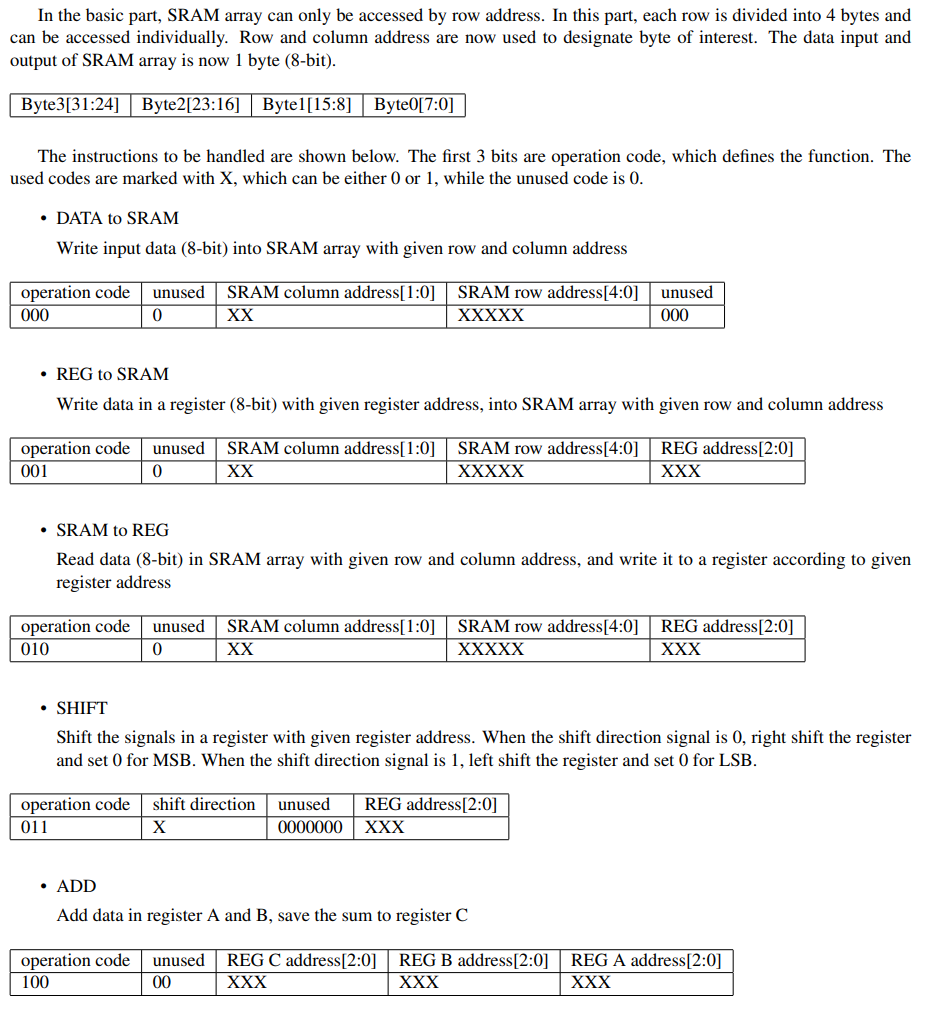 In the basic part, SRAM array can only be accessed by row address. In this part, each row is divided into 4 bytes and
can be accessed individually. Row and column address are now used to designate byte of interest. The data input and
output of SRAM array is now 1 byte (8-bit).
Byte3[31:24] Byte2[23:16] Byte1[15:8] Byte0[7:0]
The instructions to be handled are shown below. The first 3 bits are operation code, which defines the function. The
used codes are marked with X, which can be either 0 or 1, while the unused code is 0.
• DATA to SRAM
Write input data (8-bit) into SRAM array with given row and column address
operation code unused SRAM column address[1:0] SRAM row address[4:0] unused
000 0 XX XXXXX 000
• REG to SRAM
Write data in a register (8-bit) with given register address, into SRAM array with given row and column address
operation code unused SRAM column address[1:0] SRAM row address[4:0] REG address[2:0]
001 0 XX XXXXX XXX
• SRAM to REG
Read data (8-bit) in SRAM array with given row and column address, and write it to a register according to given
register address
operation code unused SRAM column address[1:0] SRAM row address[4:0] REG address[2:0]
010 0 XX XXXXX XXX
• SHIFT
Shift the signals in a register with given register address. When the shift direction signal is 0, right shift the register
and set 0 for MSB. When the shift direction signal is 1, left shift the register and set 0 for LSB.
operation code shift direction unused REG address[2:0]
011 X 0000000 XXX
• ADD
Add data in register A and B, save the sum to register C
operation code unused REG C address[2:0] REG B address[2:0] REG A address[2:0]
100 00 XXX XXX XXX